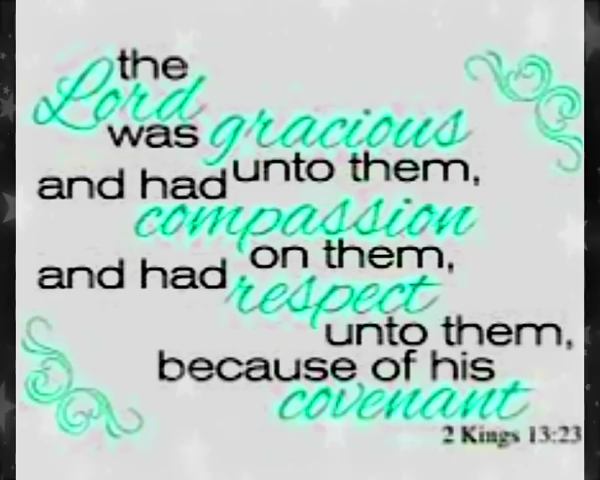 the
Lord
was gracious
unto them,
and had
compassion
on them,
and had
respect
unto them,
because of his
covenant
2 Kings 13:23